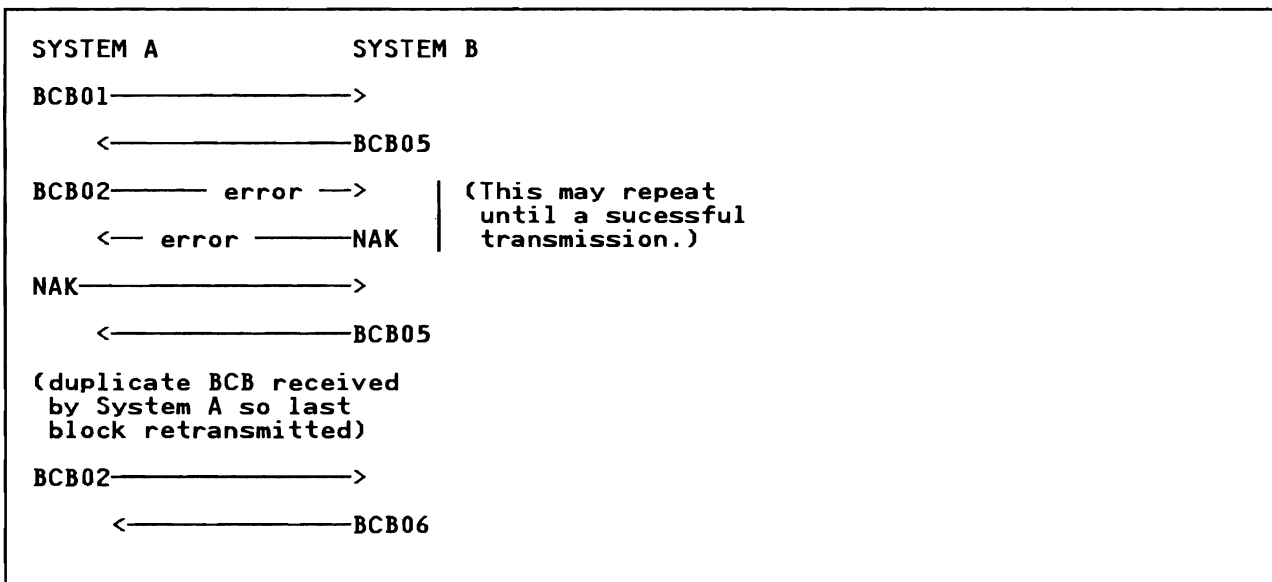 SYSTEM A SYSTEM B
BCB01 >
< BCB05
BCB02 error > (This may repeat
until a sucessful
< error NAK transmission.)
NAK >
< BCB05
(duplicate BCB received
by System A so last
block retransmitted)
BCB02 >
< BCB06